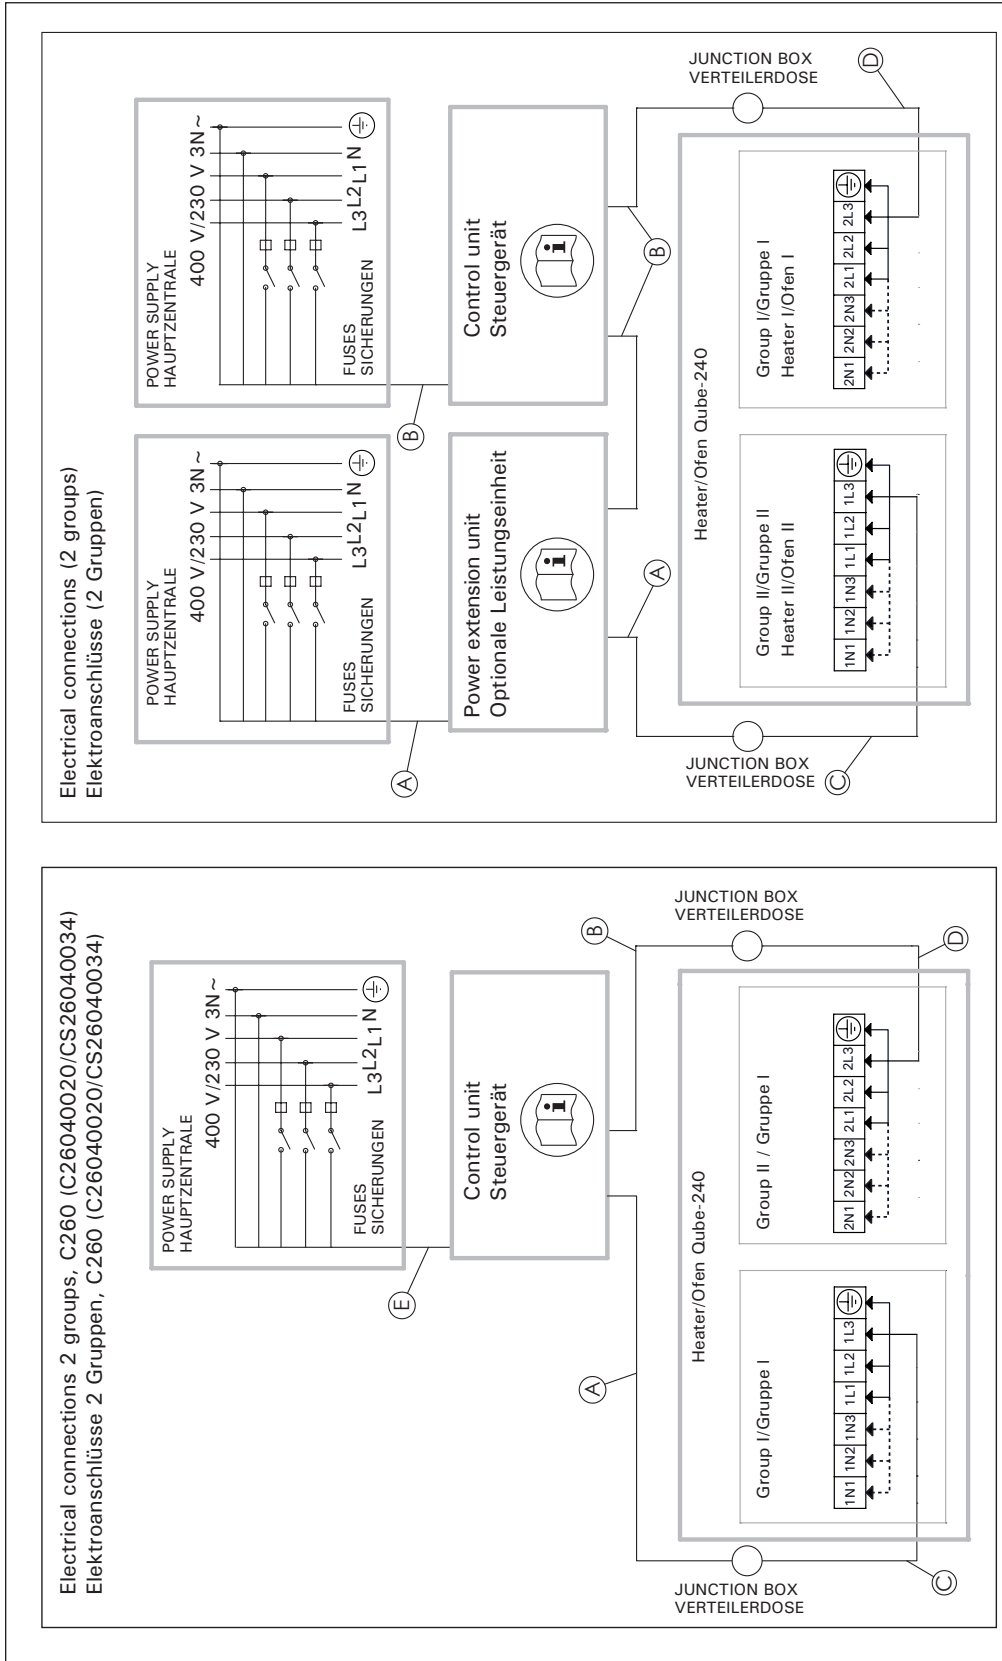 Electrical connections (2 groups)
Elektroanschlüsse (2 Gruppen)
POWER SUPPLY
HAUPTZENTRALE
400 V/230 V 3N~
L3 L2 L1 N
FUSES
SICHERUNGEN
A
POWER SUPPLY
HAUPTZENTRALE
400 V/230 V 3N~
L3 L2 L1 N
FUSES
SICHERUNGEN
B
Power extension unit
Optionale Leistungseinheit
i
Control unit
Steuergerät
i
A
B
JUNCTION BOX
VERTEILERDOSE
C
JUNCTION BOX
VERTEILERDOSE
D
Heater/Ofen Qube-240
Group II/Gruppe II
Heater II/Ofen II
1N1 1N2 1N3 1L1 1L2 1L3
Group I/Gruppe I
Heater I/Ofen I
2N1 2N2 2N3 2L1 2L2 2L3
Electrical connections 2 groups, C260 (C26040020/CS26040034)
Elektroanschlüsse 2 Gruppen, C260 (C26040020/CS26040034)
POWER SUPPLY
HAUPTZENTRALE
400 V/230 V 3N~
L3 L2 L1 N
FUSES
SICHERUNGEN
E
Control unit
Steuergerät
i
A
B
JUNCTION BOX
VERTEILERDOSE
C
JUNCTION BOX
VERTEILERDOSE
D
Heater/Ofen Qube-240
Group I/Gruppe I
1N1 1N2 1N3 1L1 1L2 1L3
Group II / Gruppe I
2N1 2N2 2N3 2L1 2L2 2L3